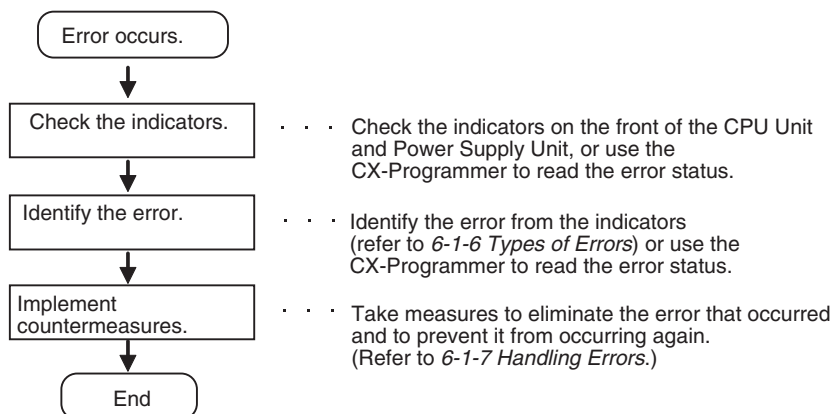 Error occurs.
Check the indicators.
. . . Check the indicators on the front of the CPU Unit
and Power Supply Unit, or use the
CX-Programmer to read the error status.
Identify the error.
. . . Identify the error from the indicators
(refer to 6-1-6 Types of Errors) or use the
CX-Programmer to read the error status.
Implement
countermeasures.
. . . Take measures to eliminate the error that occurred
and to prevent it from occurring again.
(Refer to 6-1-7 Handling Errors.)
End